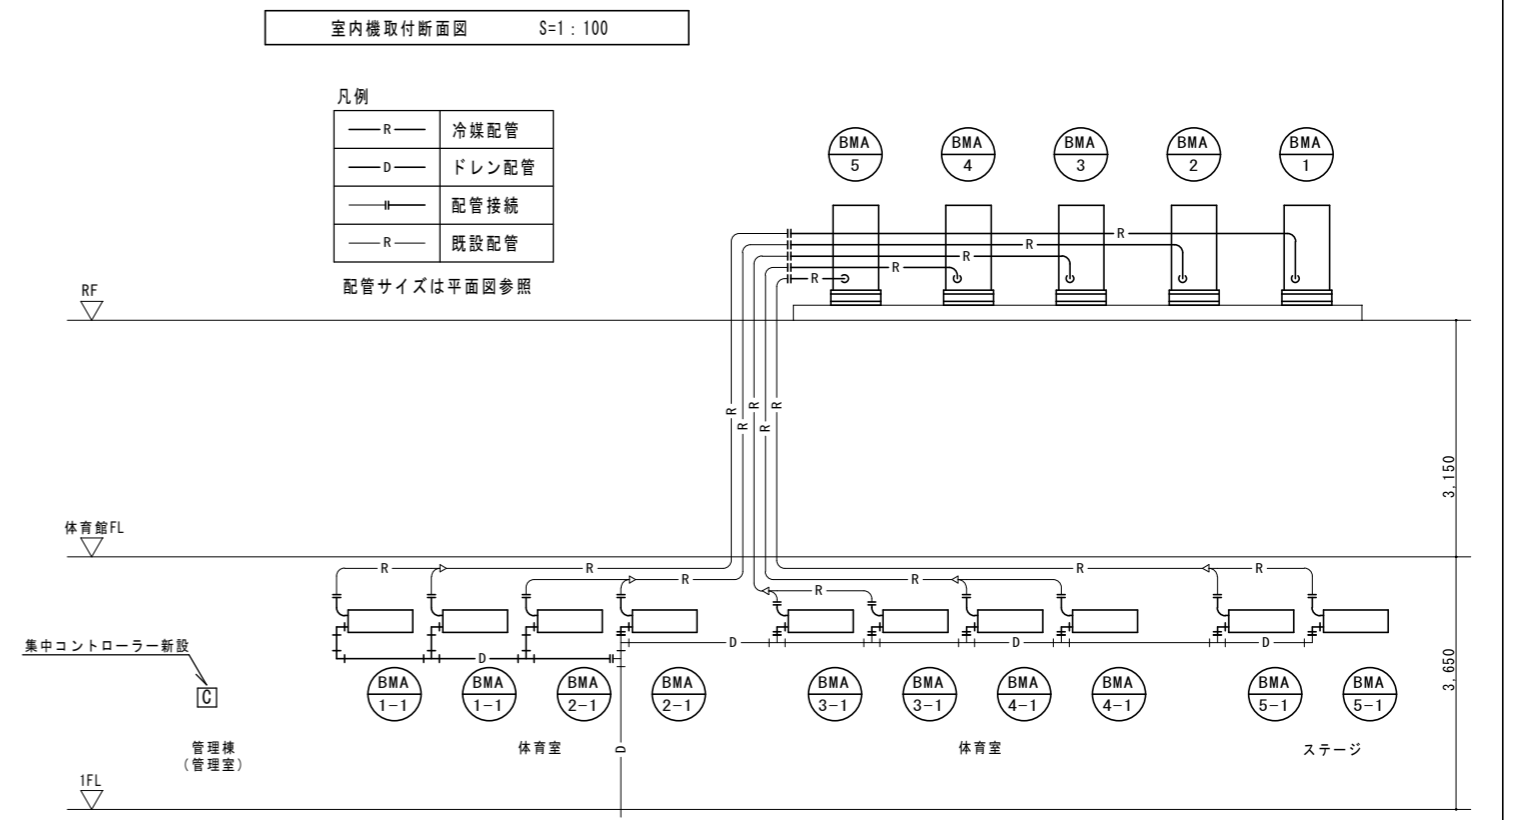 室内機取付断面図 S=1：100
凡例
R 冷媒配管
D ドレン配管
配管接続
R 既設配管
配管サイズは平面図参照
BMA 5
BMA 4
BMA 3
BMA 2
BMA 1
R
R
R
R
R
RF
R
R
R
R
R
3,150
体育館FL
R
R
R
R
R
R
R
R
D
D
D
D
集中コントローラー新設
C
3,650
BMA 1-1
BMA 1-1
BMA 2-1
BMA 2-1
BMA 3-1
BMA 3-1
BMA 4-1
BMA 4-1
BMA 5-1
BMA 5-1
管理棟
（管理室）
体育室
D
体育室
ステージ
1FL